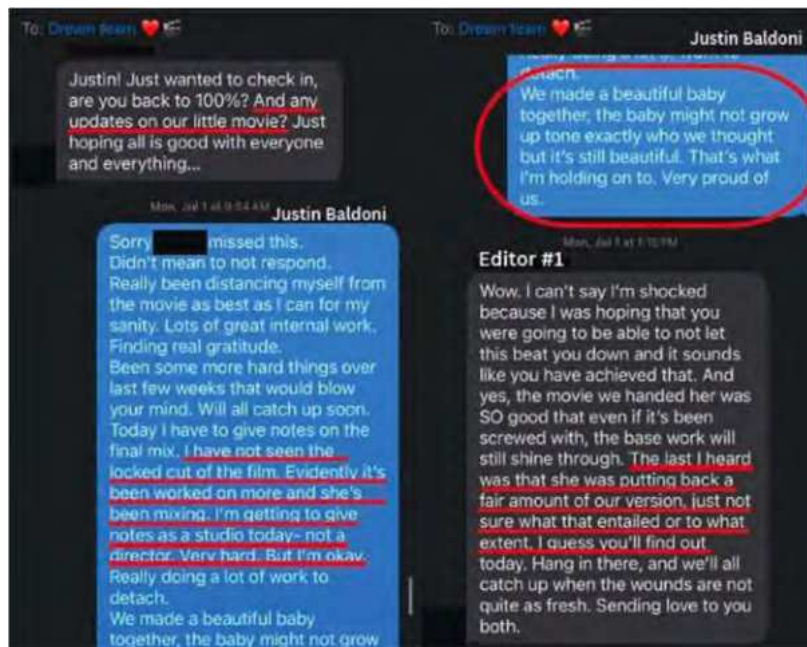 To: Dream team ❤️🎬
Justin! Just wanted to check in,
are you back to 100%? And any
updates on our little movie? Just
hoping all is good with everyone
and everything...
Mon, Jul 1 at 9:54 AM
Justin Baldoni
Sorry missed this.
Didn't mean to not respond.
Really been distancing myself from
the movie as best as I can for my
sanity. Lots of great internal work.
Finding real gratitude.
Been some more hard things over
last few weeks that would blow
your mind. Will all catch up soon.
Today I have to give notes on the
final mix. I have not seen the
locked cut of the film. Evidently it's
been worked on more and she's
been mixing. I'm getting to give
notes as a studio today- not a
director. Very hard. But I'm okay.
Really doing a lot of work to
detach.
We made a beautiful baby
together, the baby might not grow
To: Dream team ❤️🎬
Justin Baldoni
Really doing a lot of work to
detach.
We made a beautiful baby
together, the baby might not grow
up tone exactly who we thought
but it's still beautiful. That's what
I'm holding on to. Very proud of
us.
Mon, Jul 1 at 1:10 PM
Editor #1
Wow. I can't say I'm shocked
because I was hoping that you
were going to be able to not let
this beat you down and it sounds
like you have achieved that. And
yes, the movie we handed her was
SO good that even if it's been
screwed with, the base work will
still shine through. The last I heard
was that she was putting back a
fair amount of our version, just not
sure what that entailed or to what
extent. I guess you'll find out
today. Hang in there, and we'll all
catch up when the wounds are not
quite as fresh. Sending love to you
both.